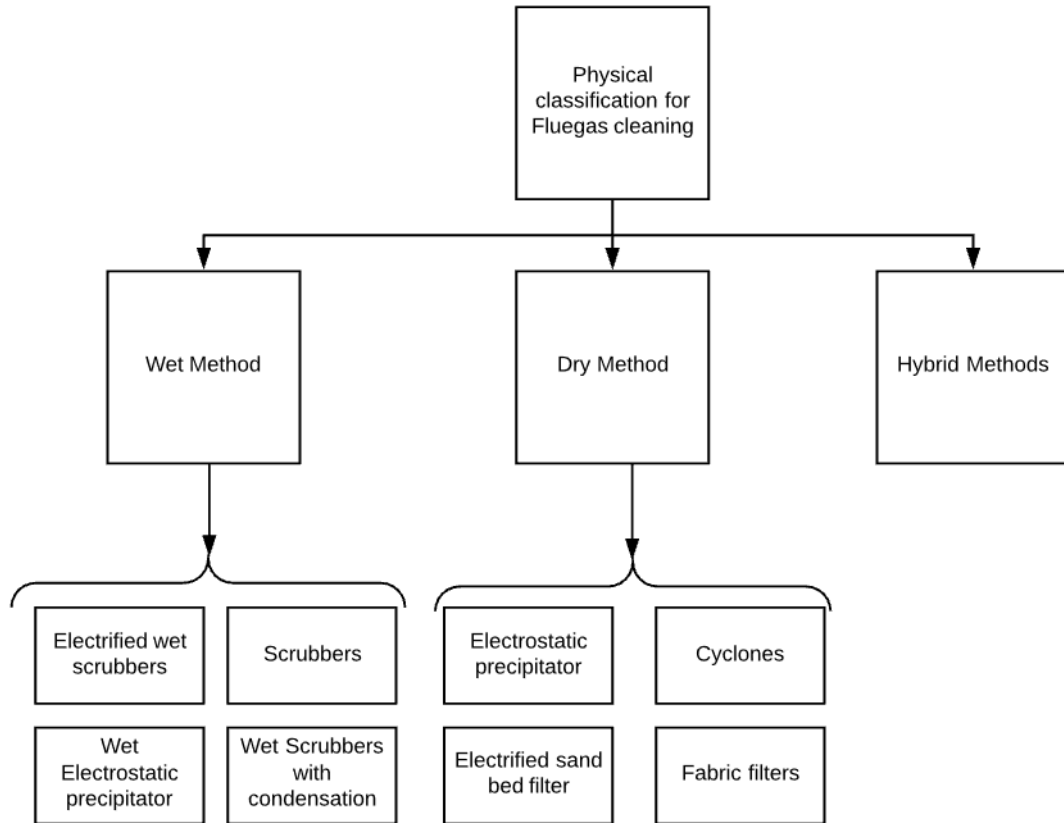 Physical
classification for
Fluegas cleaning
Wet Method
Dry Method
Hybrid Methods
Electrified wet
scrubbers
Scrubbers
Electrostatic
precipitator
Cyclones
Wet
Electrostatic
precipitator
Wet Scrubbers
with
condensation
Electrified sand
bed filter
Fabric filters